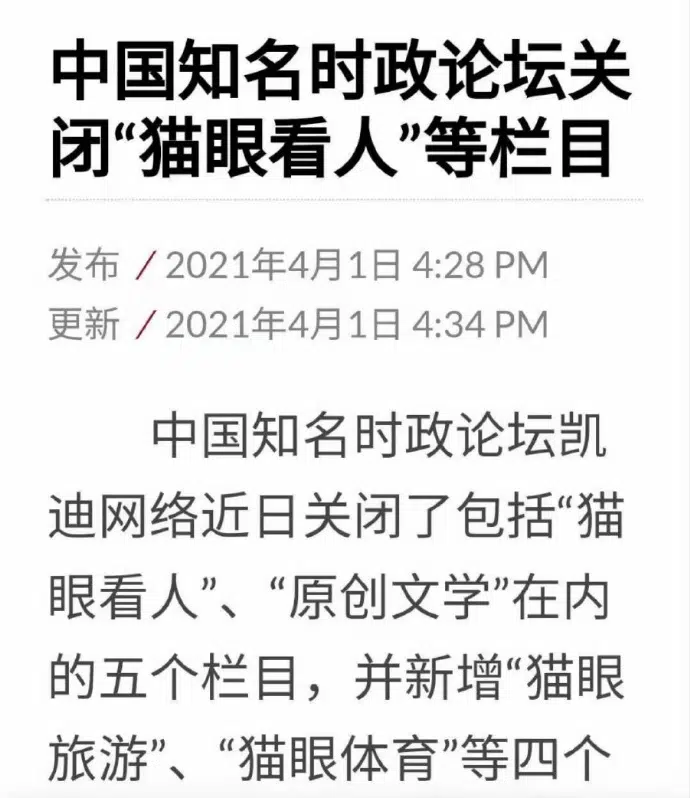 中国知名时政论坛关
闭“猫眼看人”等栏目
发布 / 2021年4月1日 4:28 PM
更新 / 2021年4月1日 4:34 PM
中国知名时政论坛凯
迪网络近日关闭了包括“猫
眼看人”、“原创文学”在内
的五个栏目，并新增“猫眼
旅游”、“猫眼体育”等四个